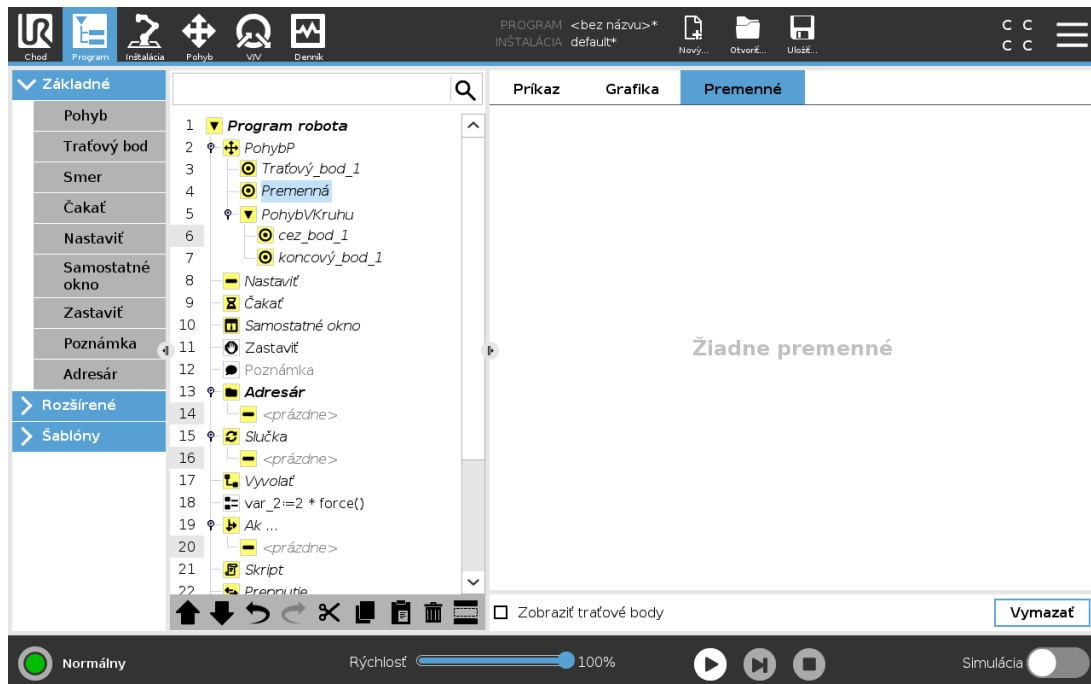 PROGRAM <bez názvu>*
INŠTALÁCIA default*
Chod
Program
Inštalácia
Pohyb
V/V
Denník
Nový...
Otvoriť...
Uložiť...
C C
C C
Základné
Pohyb
Traťový bod
Smer
Čakať
Nastaviť
Samostatné
okno
Zastaviť
Poznámka
Adresár
Rozšírené
Šablóny
1 Program robota
2 PohybP
3 Traťový_bod_1
4 Premenná
5 PohybVKruhu
6 cez_bod_1
7 koncový_bod_1
8 Nastaviť
9 Čakať
10 Samostatné okno
11 Zastaviť
12 Poznámka
13 Adresár
14 <prázdne>
15 Slučka
16 <prázdne>
17 Vyvolať
18 var_2:=2 * force()
19 Ak ...
20 <prázdne>
21 Skript
22 Prepnutie
Príkaz
Grafika
Premenné
Žiadne premenné
Zobraziť traťové body
Vymazať
Normálny
Rýchlosť
100%
Simulácia